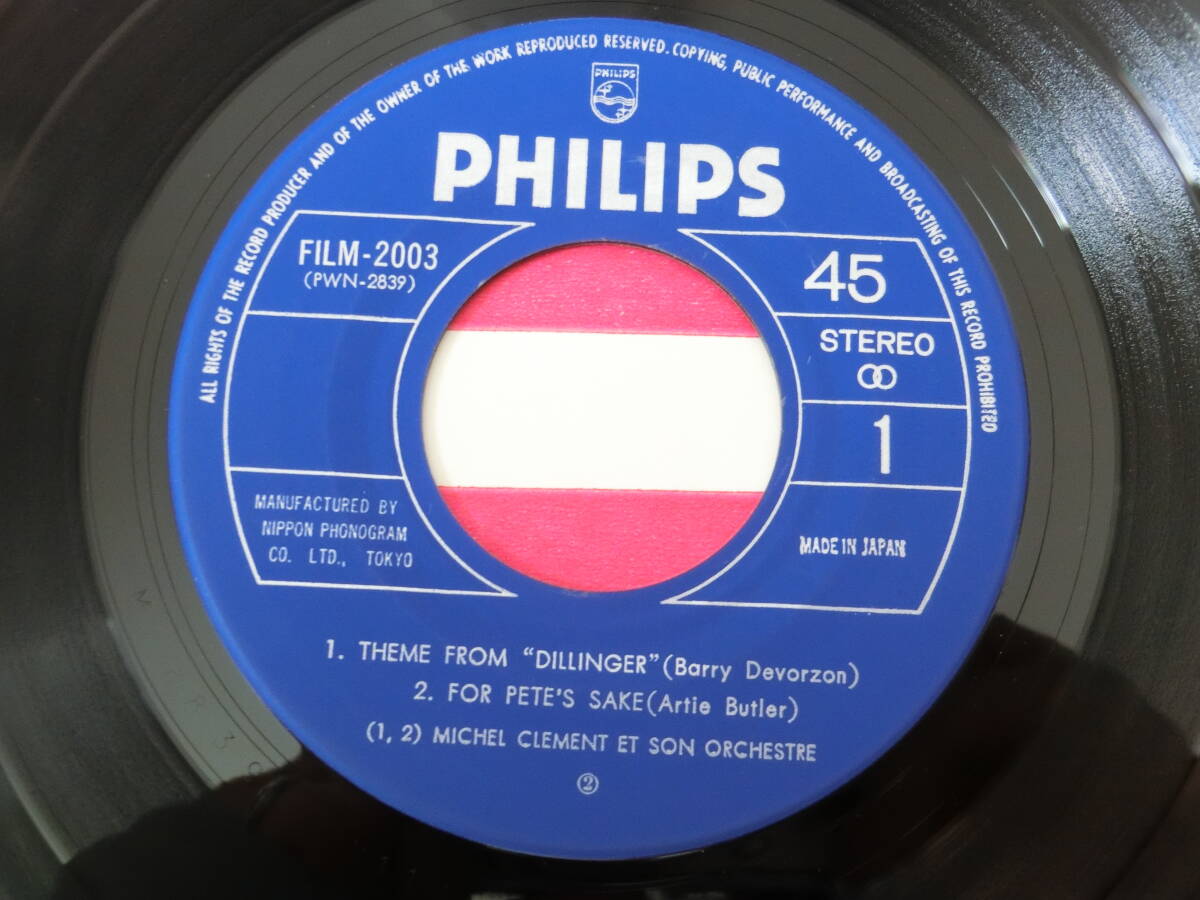 ALL RIGHTS OF THE RECORD PRODUCER AND OF THE OWNER OF THE WORK REPRODUCED RESERVED. COPYING, PUBLIC PERFORMANCE AND BROADCASTING OF THIS RECORD PROHIBITED
PHILIPS
PHILIPS
FILM-2003
(PWN-2839)
45
STEREO
1
MANUFACTURED BY
NIPPON PHONOGRAM
CO. LTD., TOKYO
MADE IN JAPAN
1. THEME FROM “DILLINGER” (Barry Devorzon)
2. FOR PETE'S SAKE (Artie Butler)
(1, 2) MICHEL CLEMENT ET SON ORCHESTRE
②